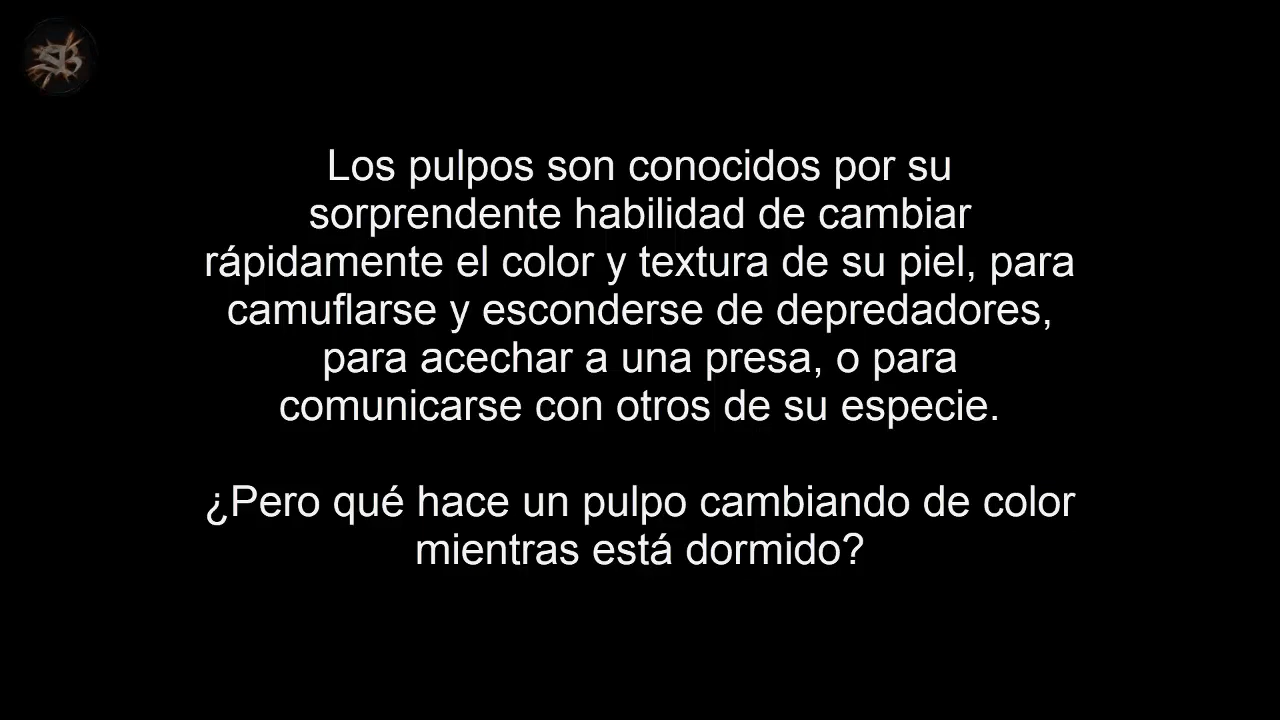 Los pulpos son conocidos por su
sorprendente habilidad de cambiar
rápidamente el color y textura de su piel, para
camuflarse y esconderse de depredadores,
para acechar a una presa, o para
comunicarse con otros de su especie.
¿Pero qué hace un pulpo cambiando de color
mientras está dormido?